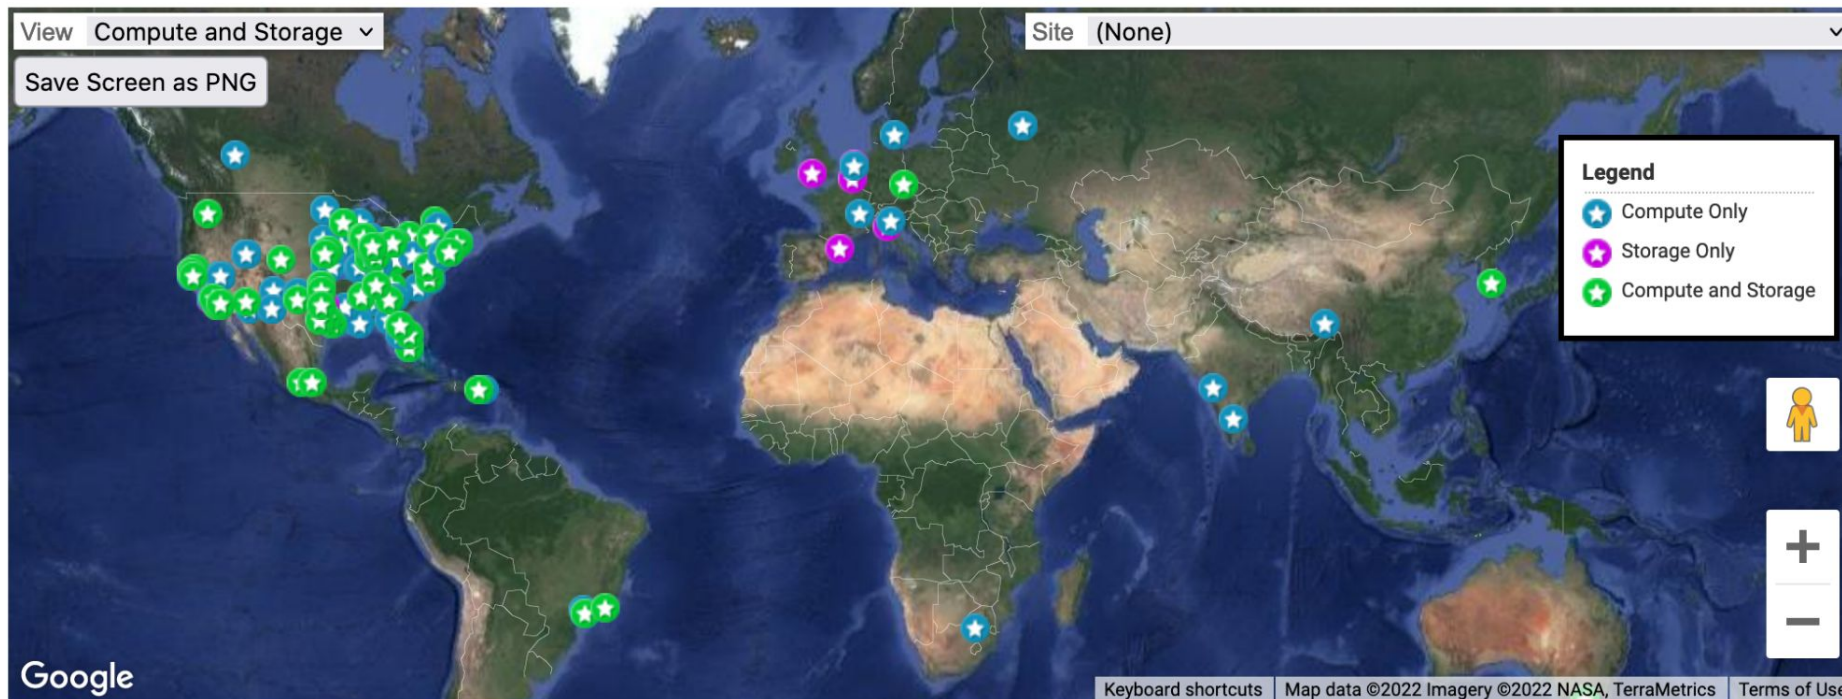 View Compute and Storage
Site (None)
Save Screen as PNG
Legend
Compute Only
Storage Only
Compute and Storage
Google
Keyboard shortcuts
Map data ©2022 Imagery ©2022 NASA, TerraMetrics
Terms of Use